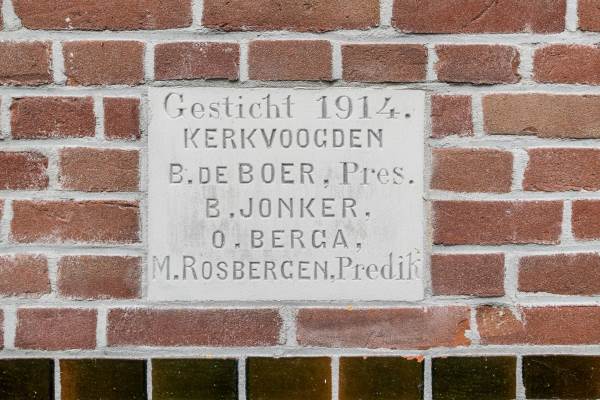 Gesticht 1914.
KERKVOOGDEN
B. DE BOER, Pres.
B. JONKER,
O. BERGA,
M. ROSBERGEN, Predik